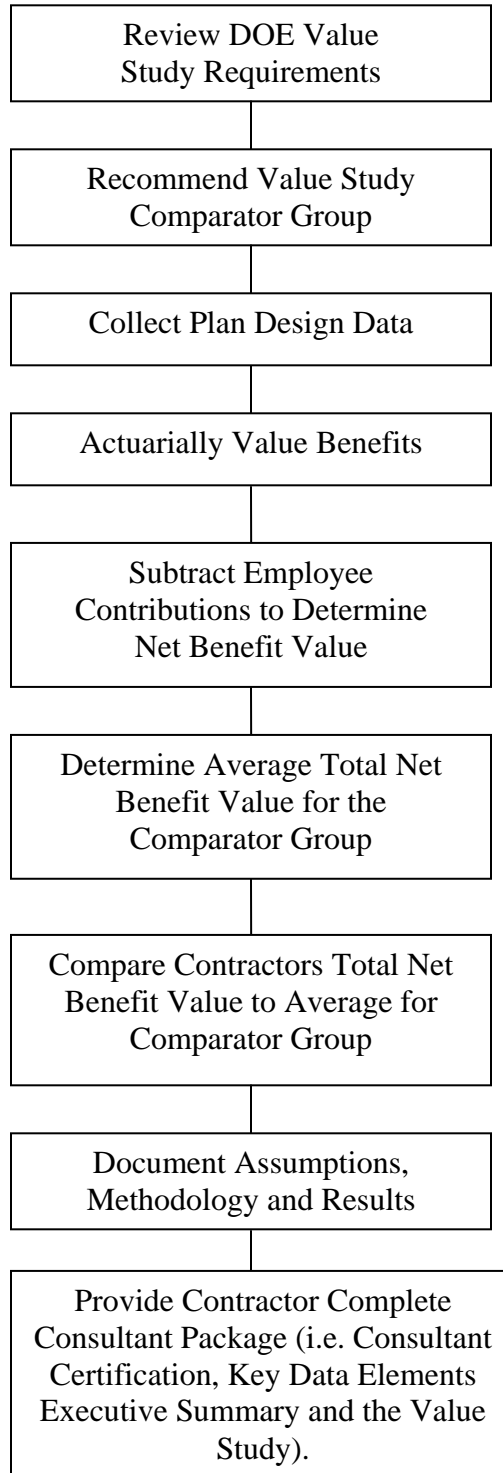 Review DOE Value
Study Requirements
Recommend Value Study
Comparator Group
Collect Plan Design Data
Actuarially Value Benefits
Subtract Employee
Contributions to Determine
Net Benefit Value
Determine Average Total Net
Benefit Value for the
Comparator Group
Compare Contractors Total Net
Benefit Value to Average for
Comparator Group
Document Assumptions,
Methodology and Results
Provide Contractor Complete
Consultant Package (i.e. Consultant
Certification, Key Data Elements
Executive Summary and the Value
Study).